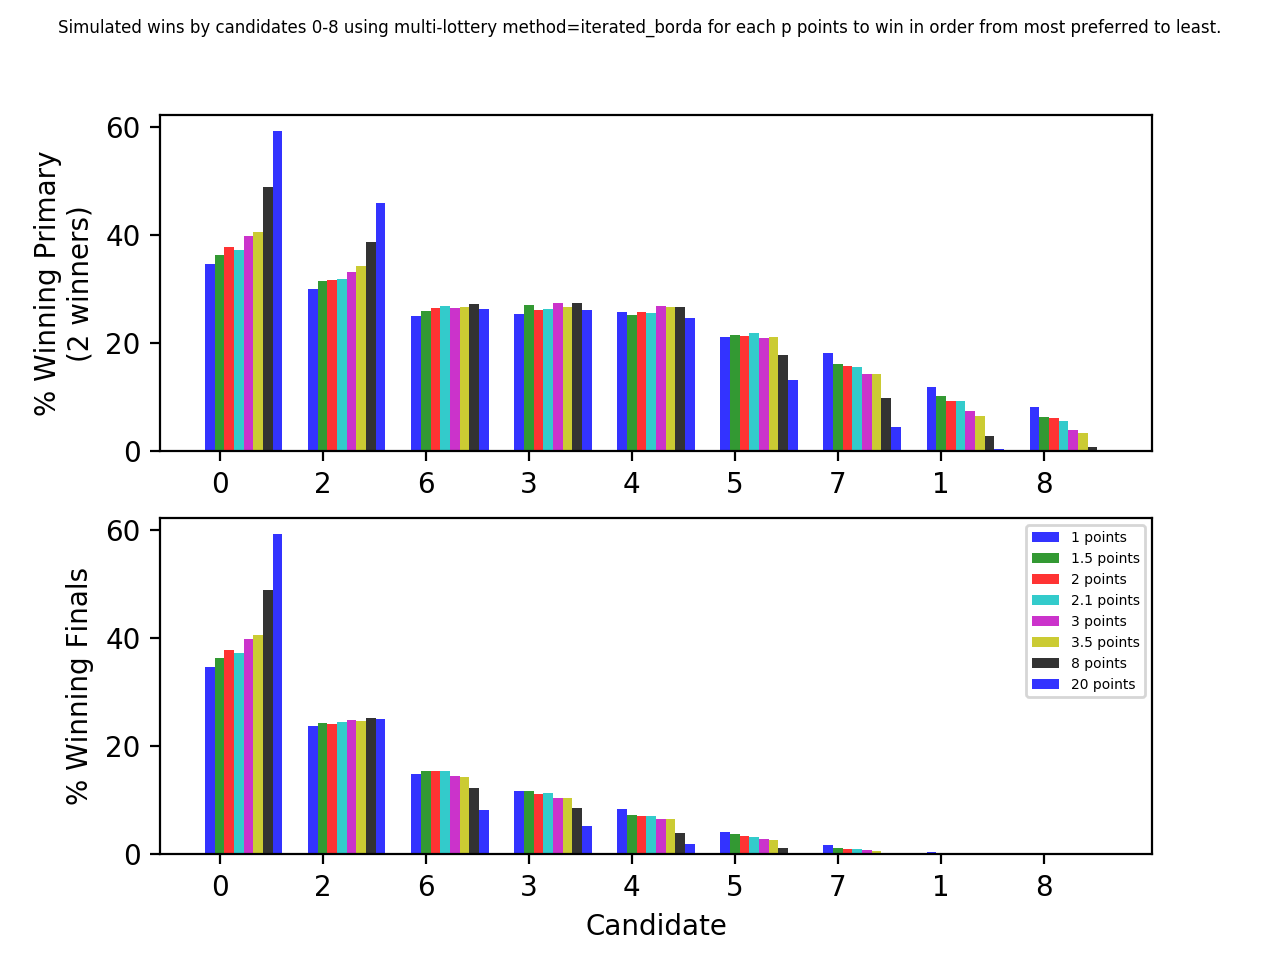 Simulated wins by candidates 0-8 using multi-lottery method=iterated_borda for each p points to win in order from most preferred to least.
% Winning Primary
(2 winners)
60
40
20
0
0 2 6 3 4 5 7 1 8
% Winning Finals
60
40
20
0
1 points
1.5 points
2 points
2.1 points
3 points
3.5 points
8 points
20 points
0 2 6 3 4 5 7 1 8
Candidate